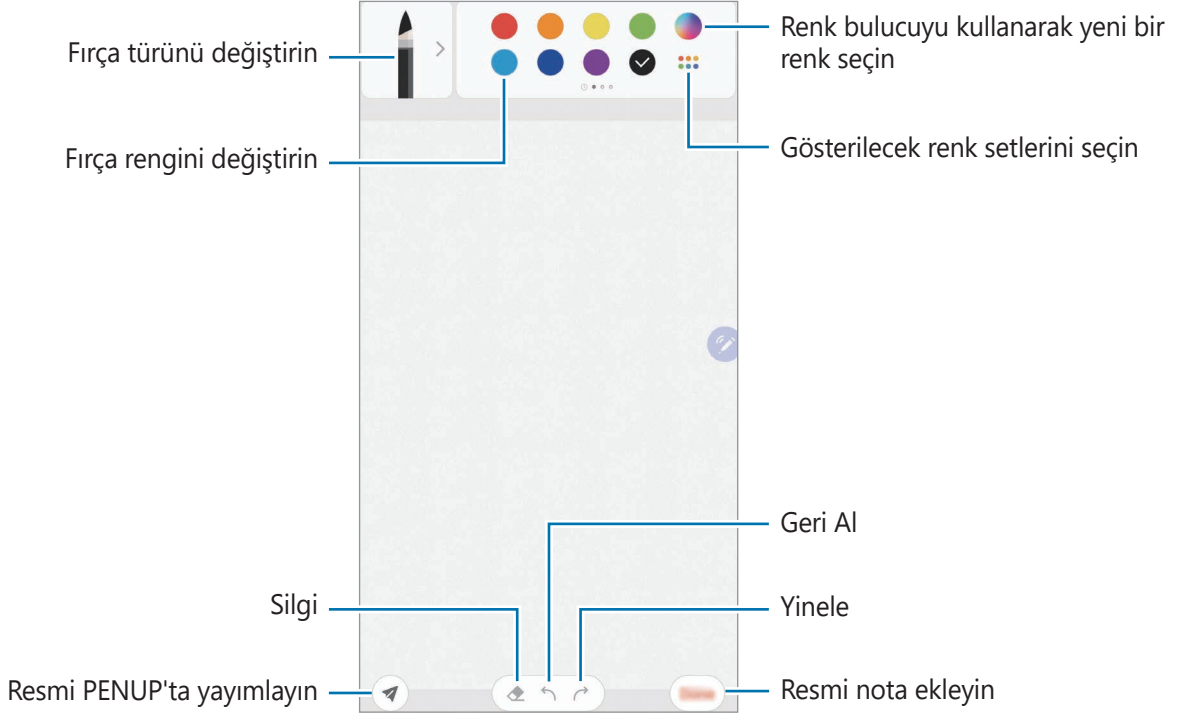 Fırça türünü değiştirin
Renk bulucuyu kullanarak yeni bir
renk seçin
Fırça rengini değiştirin
Gösterilecek renk setlerini seçin
Geri Al
Silgi
Yinele
Resmi PENUP'ta yayımlayın
Resmi nota ekleyin